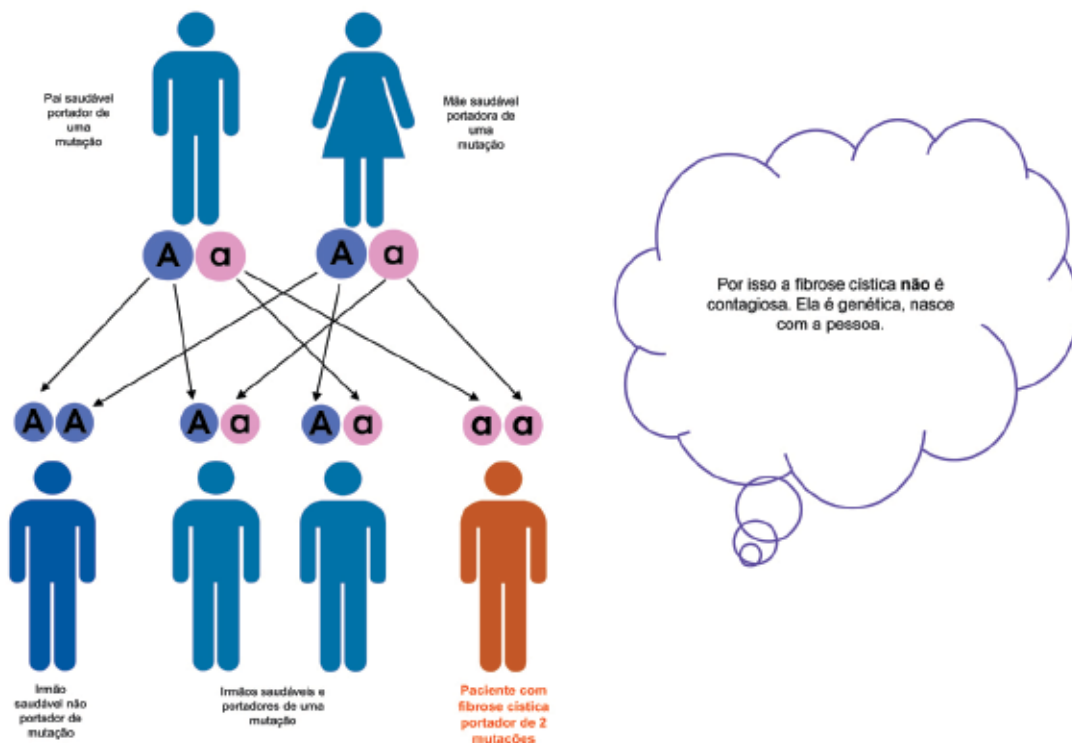 Pai saudável
portador de
uma
mutação
Mãe saudável
portadora de
uma
mutação
A a
A a
Por isso a fibrose cística não é
contagiosa. Ela é genética, nasce
com a pessoa.
A A
A a
A a
a a
Irmão
saudável não
portador de
mutação
Irmãos saudáveis e
portadores de uma
mutação
Paciente com
fibrose cística
portador de 2
mutações